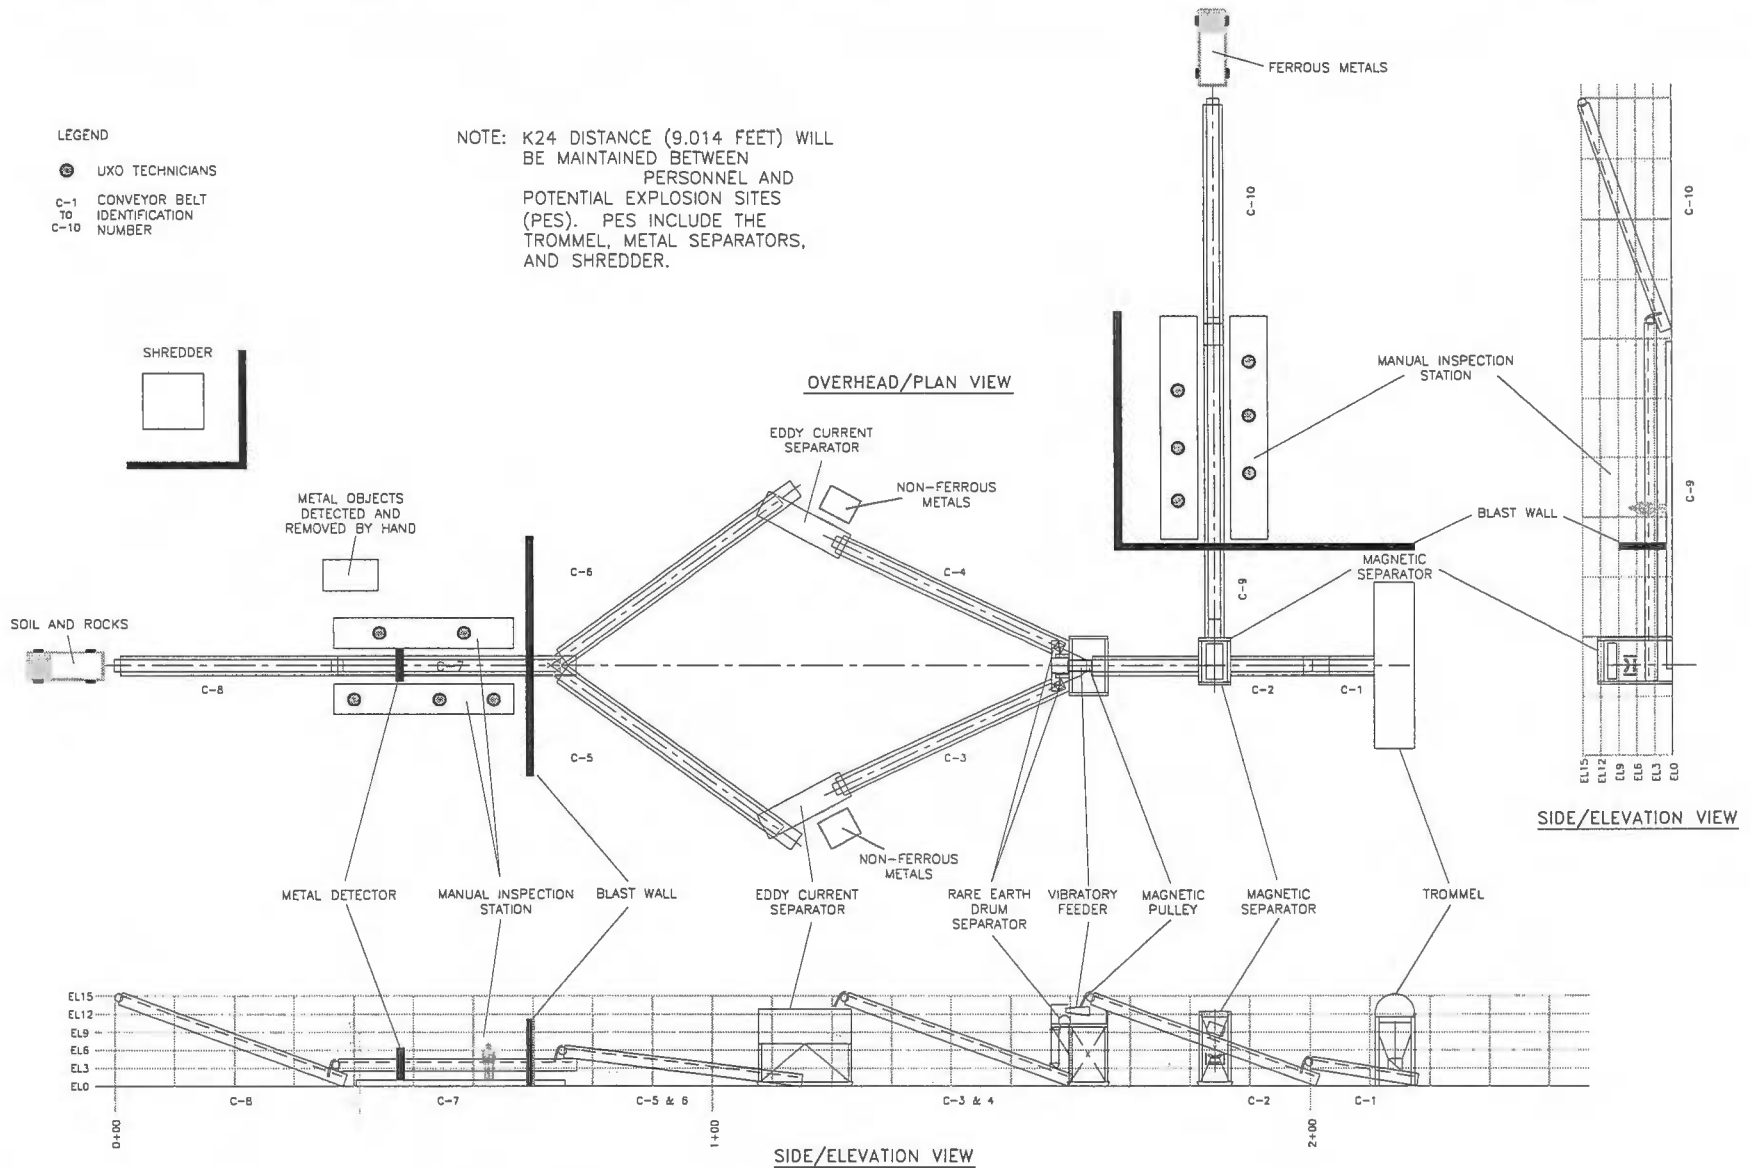 FERROUS METALS
LEGEND
UXO TECHNICIANS
C-1 CONVEYOR BELT
TO IDENTIFICATION
C-10 NUMBER
NOTE: K24 DISTANCE (9.014 FEET) WILL
BE MAINTAINED BETWEEN
PERSONNEL AND
POTENTIAL EXPLOSION SITES
(PES). PES INCLUDE THE
TROMMEL, METAL SEPARATORS,
AND SHREDDER.
C-10
C-10
SHREDDER
OVERHEAD/PLAN VIEW
MANUAL INSPECTION
STATION
EDDY CURRENT
SEPARATOR
NON-FERROUS
METALS
METAL OBJECTS
DETECTED AND
REMOVED BY HAND
BLAST WALL
MAGNETIC
SEPARATOR
C-9
C-9
C-6
C-4
SOIL AND ROCKS
C-7
C-8
C-2
C-1
C-5
C-3
EL15
EL12
EL9
EL6
EL3
EL0
SIDE/ELEVATION VIEW
NON-FERROUS
METALS
METAL DETECTOR
MANUAL INSPECTION
STATION
BLAST WALL
EDDY CURRENT
SEPARATOR
RARE EARTH
DRUM
SEPARATOR
VIBRATORY
FEEDER
MAGNETIC
PULLEY
MAGNETIC
SEPARATOR
TROMMEL
EL15
EL12
EL9
EL6
EL3
EL0
C-8
C-7
C-5 & 6
C-3 & 4
C-2
C-1
0+00
1+00
2+00
SIDE/ELEVATION VIEW